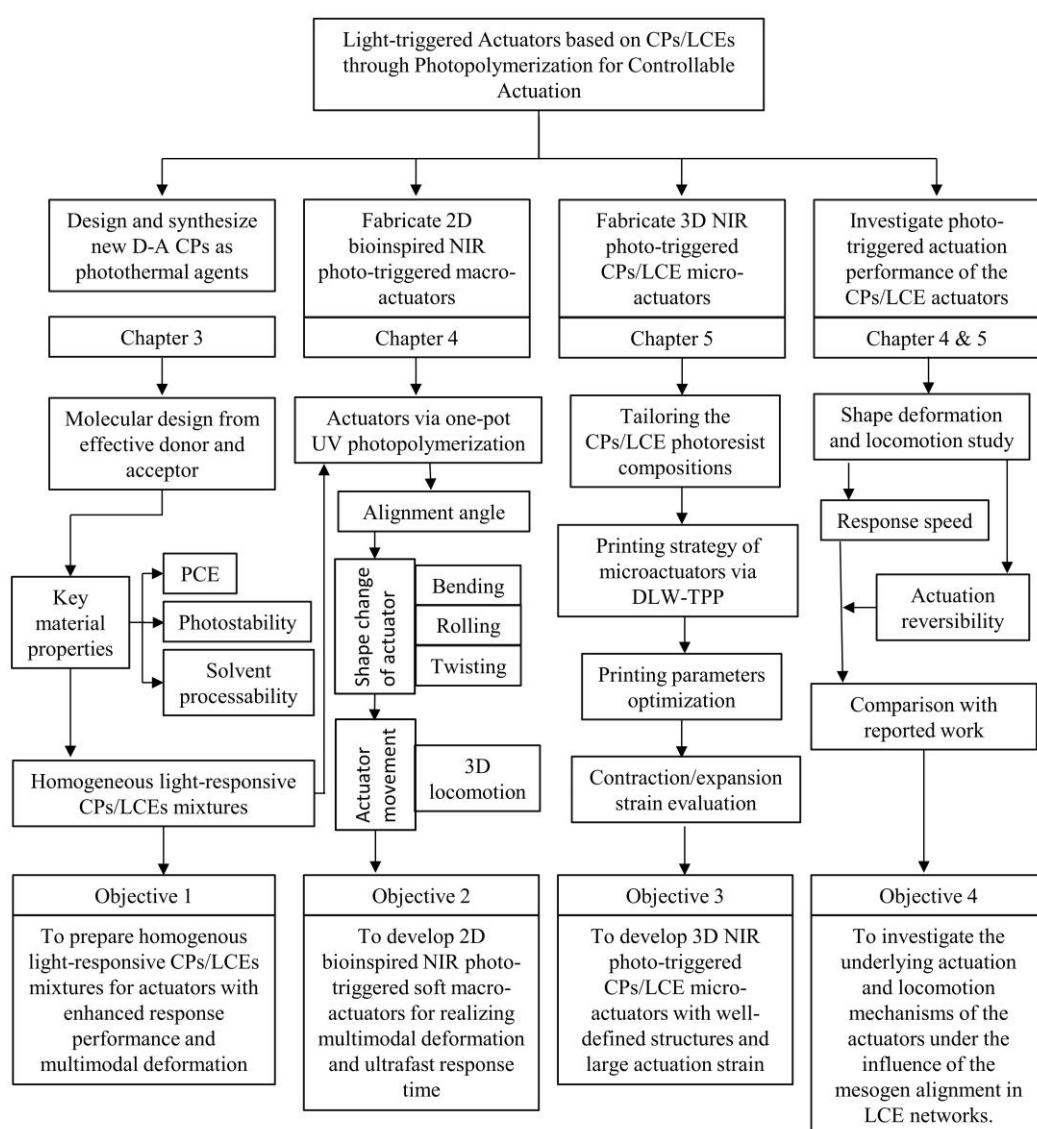 Light-triggered Actuators based on CPs/LCEs
through Photopolymerization for Controllable
Actuation
Design and synthesize
new D-A CPs as
photothermal agents
Chapter 3
Molecular design from
effective donor and
acceptor
Key
material
properties
PCE
Photostability
Solvent
processability
Homogeneous light-responsive
CPs/LCEs mixtures
Objective 1
To prepare homogenous
light-responsive CPs/LCEs
mixtures for actuators with
enhanced response
performance and
multimodal deformation
Fabricate 2D
bioinspired NIR
photo-triggered macro-
actuators
Chapter 4
Actuators via one-pot
UV photopolymerization
Alignment angle
Shape change
of actuator
Bending
Rolling
Twisting
Actuator
movement
3D
locomotion
Objective 2
To develop 2D
bioinspired NIR photo-
triggered soft macro-
actuators for realizing
multimodal deformation
and ultrafast response
time
Fabricate 3D NIR
photo-triggered
CPs/LCE micro-
actuators
Chapter 5
Tailoring the
CPs/LCE photoresist
compositions
Printing strategy of
microactuators via
DLW-TPP
Printing parameters
optimization
Contraction/expansion
strain evaluation
Objective 3
To develop 3D NIR
photo-triggered
CPs/LCE micro-
actuators with well-
defined structures and
large actuation strain
Investigate photo-
triggered actuation
performance of the
CPs/LCE actuators
Chapter 4 & 5
Shape deformation
and locomotion study
Response speed
Actuation
reversibility
Comparison with
reported work
Objective 4
To investigate the
underlying actuation
and locomotion
mechanisms of the
actuators under the
influence of the
mesogen alignment in
LCE networks.